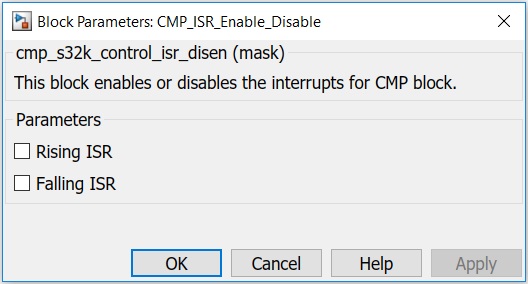 Block Parameters: CMP_ISR_Enable_Disable
cmp_s32k_control_isr_disen (mask)
This block enables or disables the interrupts for CMP block.
Parameters
Rising ISR
Falling ISR
OK Cancel Help Apply